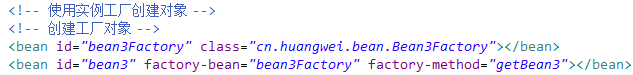 <!-- 使用实例工厂创建对象 -->
<!-- 创建工厂对象 -->
<bean id="bean3Factory" class="cn.huangwei.bean.Bean3Factory"></bean>
<bean id="bean3" factory-bean="bean3Factory" factory-method="getBean3"></bean>